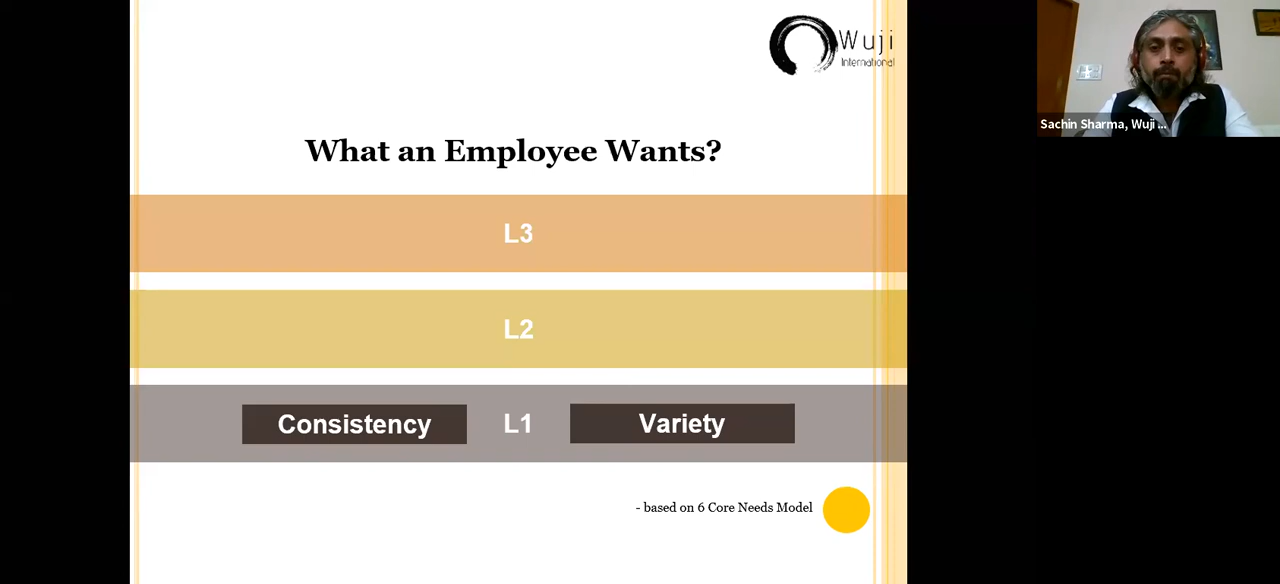 Wuji
International
What an Employee Wants?
L3
L2
Consistency L1 Variety
- based on 6 Core Needs Model
Sachin Sharma, Wuji ...